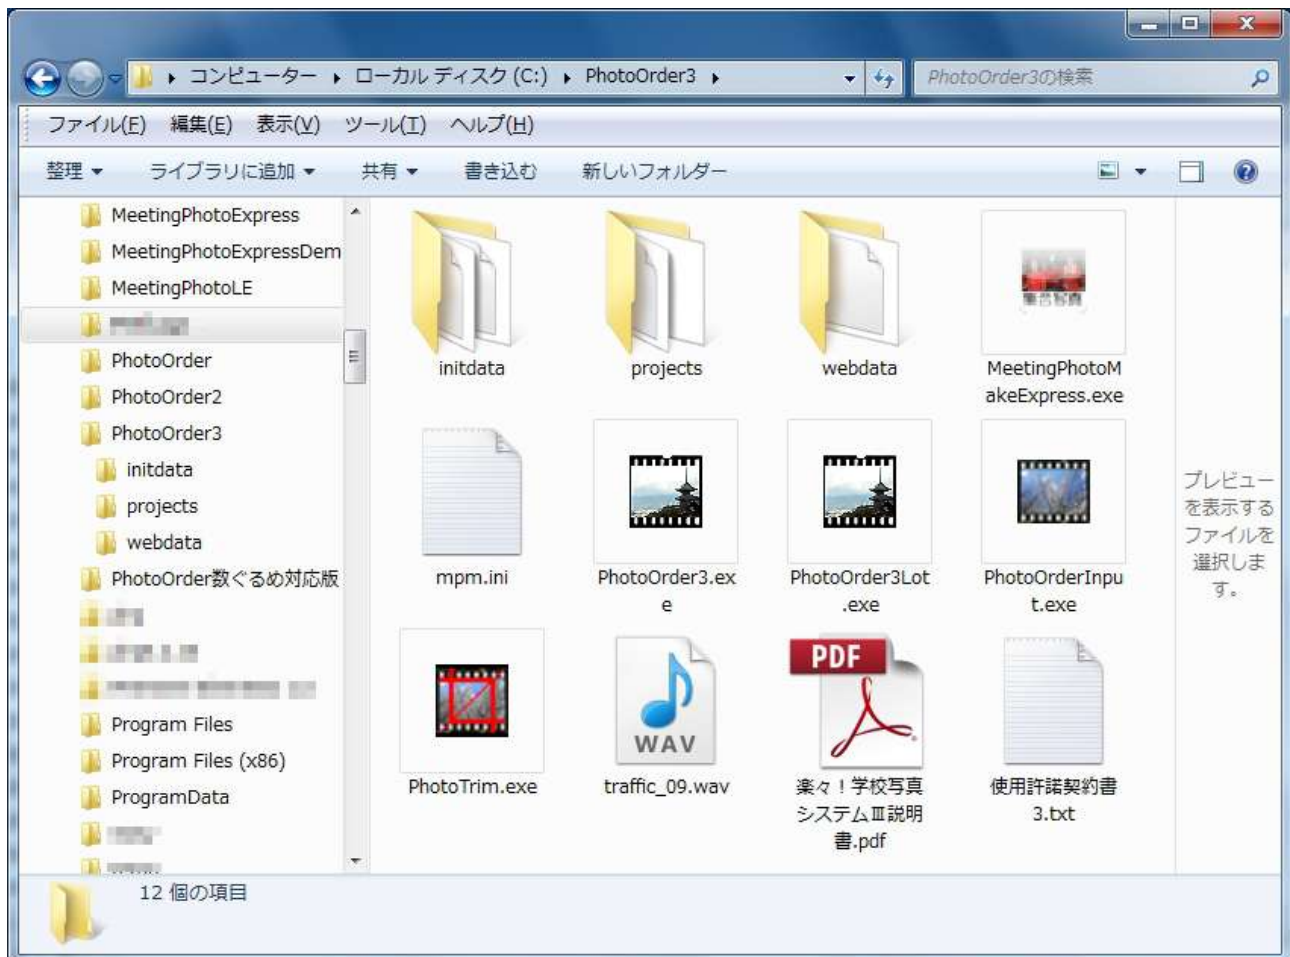 コンピューター ▸ ローカル ディスク (C:) ▸ PhotoOrder3 ▸
PhotoOrder3の検索
ファイル(F) 編集(E) 表示(V) ツール(T) ヘルプ(H)
整理 ライブラリに追加 共有 書き込む 新しいフォルダー
MeetingPhotoExpress
MeetingPhotoExpressDem
MeetingPhotoLE
PhotoOrder
PhotoOrder2
PhotoOrder3
initdata
projects
webdata
PhotoOrder数ぐるめ対応版
Program Files
Program Files (x86)
ProgramData
initdata
projects
webdata
集合写真
MeetingPhotoM
akeExpress.exe
mpm.ini
PhotoOrder3.ex
e
PhotoOrder3Lot
.exe
PhotoOrderInpu
t.exe
PhotoTrim.exe
WAV
traffic_09.wav
PDF
楽々！学校写真
システムⅢ説明
書.pdf
使用許諾契約書
3.txt
プレビュー
を表示する
ファイルを
選択しま
す。
12 個の項目